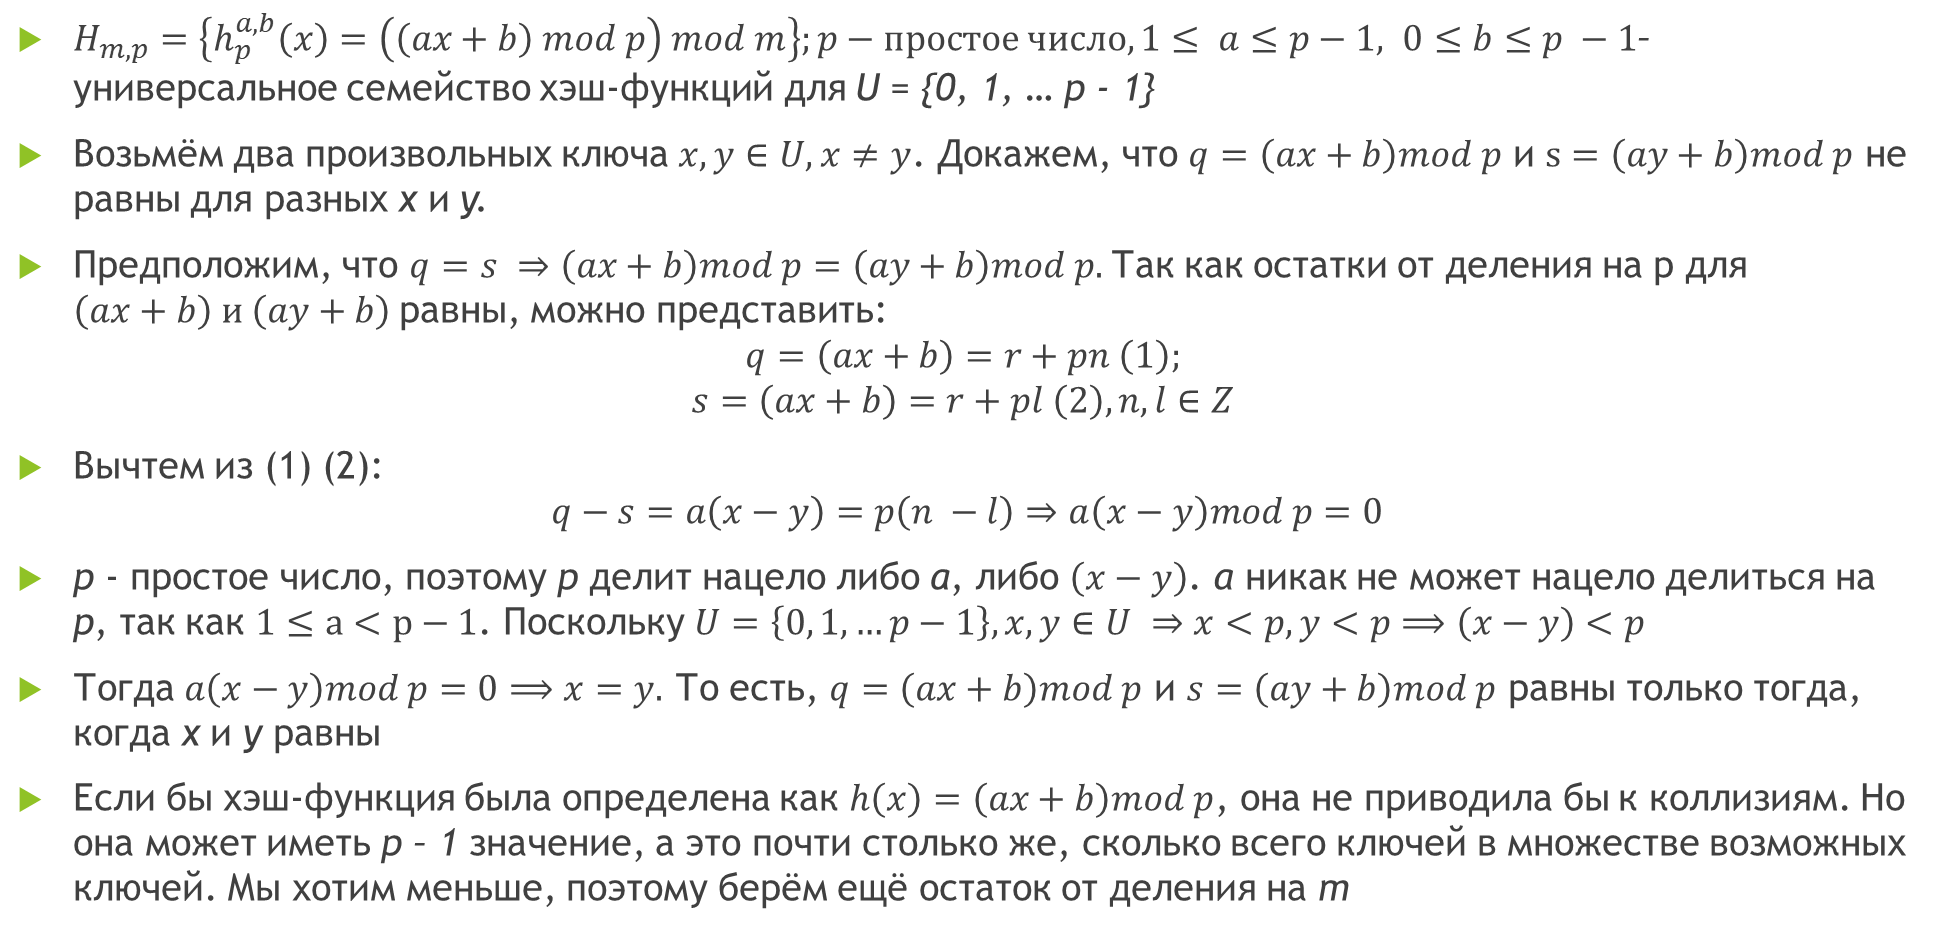 H_{m,p} = {h_p^{a,b}(x) = ((ax + b) mod p) mod m}; p − простое число, 1 ≤ a ≤ p − 1, 0 ≤ b ≤ p − 1-
универсальное семейство хэш-функций для U = {0, 1, … p - 1}
Возьмём два произвольных ключа x, y ∈ U, x ≠ y. Докажем, что q = (ax + b)mod p и s = (ay + b)mod p не
равны для разных x и y.
Предположим, что q = s ⇒ (ax + b)mod p = (ay + b)mod p. Так как остатки от деления на p для
(ax + b) и (ay + b) равны, можно представить:
q = (ax + b) = r + pn (1);
s = (ax + b) = r + pl (2), n, l ∈ Z
Вычтем из (1) (2):
q − s = a(x − y) = p(n − l) ⇒ a(x − y)mod p = 0
p - простое число, поэтому p делит нацело либо a, либо (x − y). a никак не может нацело делиться на
p, так как 1 ≤ a < p − 1. Поскольку U = {0, 1, … p − 1}, x, y ∈ U ⇒ x < p, y < p ⟹ (x − y) < p
Тогда a(x − y)mod p = 0 ⟹ x = y. То есть, q = (ax + b)mod p и s = (ay + b)mod p равны только тогда,
когда x и y равны
Если бы хэш-функция была определена как h(x) = (ax + b)mod p, она не приводила бы к коллизиям. Но
она может иметь p – 1 значение, а это почти столько же, сколько всего ключей в множестве возможных
ключей. Мы хотим меньше, поэтому берём ещё остаток от деления на m